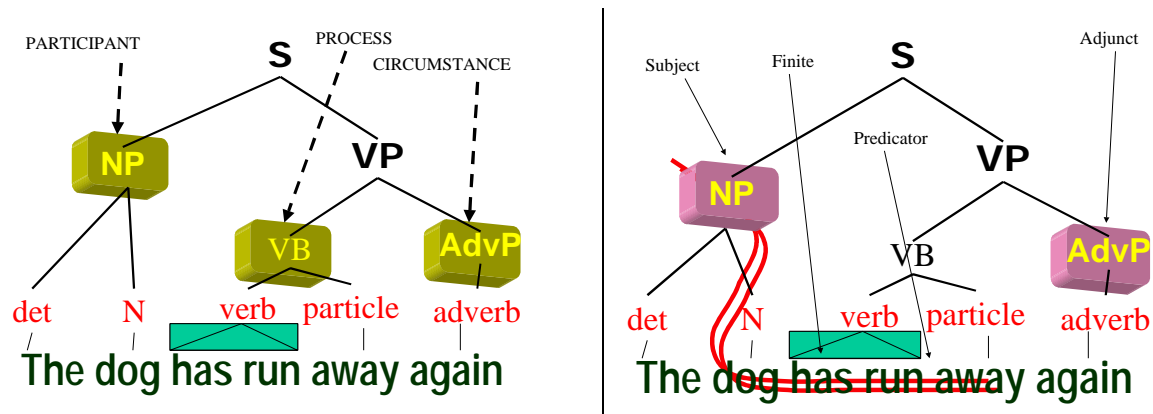 PARTICIPANT
PROCESS
S
CIRCUMSTANCE
NP
VP
VB
AdvP
det N verb particle adverb
The dog has run away again
Adjunct
Subject
Finite
S
Predicator
VP
NP
VB
AdvP
det N verb particle adverb
The dog has run away again